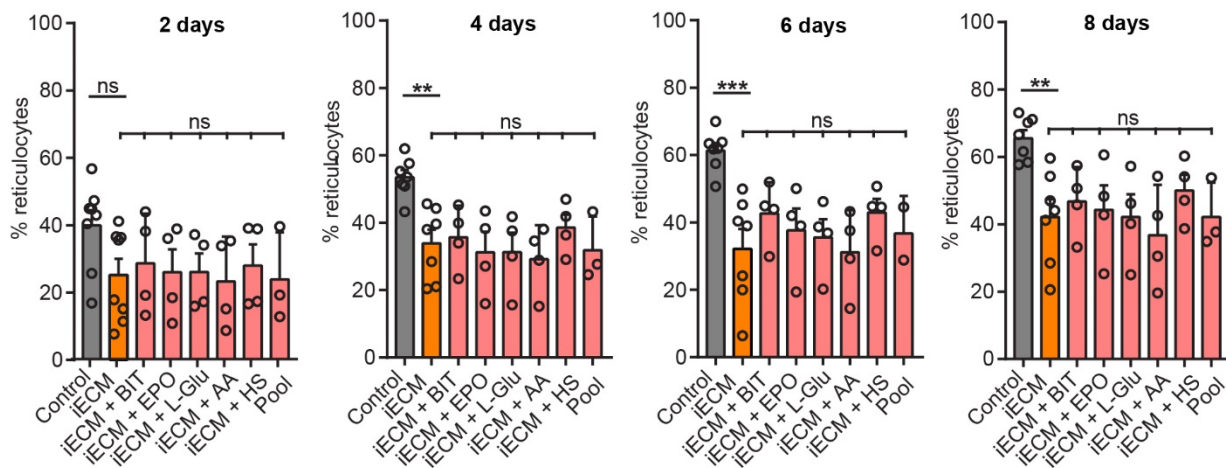 2 days
% reticulocytes
100
80
60
40
20
0
ns
ns
Control
iECM
iECM + BIT
iECM + EPO
iECM + L-Glu
iECM + AA
iECM + HS
Pool
4 days
% reticulocytes
100
80
60
40
20
0
**
ns
Control
iECM
iECM + BIT
iECM + EPO
iECM + L-Glu
iECM + AA
iECM + HS
Pool
6 days
% reticulocytes
100
80
60
40
20
0
***
ns
Control
iECM
iECM + BIT
iECM + EPO
iECM + L-Glu
iECM + AA
iECM + HS
Pool
8 days
% reticulocytes
100
80
60
40
20
0
**
ns
Control
iECM
iECM + BIT
iECM + EPO
iECM + L-Glu
iECM + AA
iECM + HS
Pool